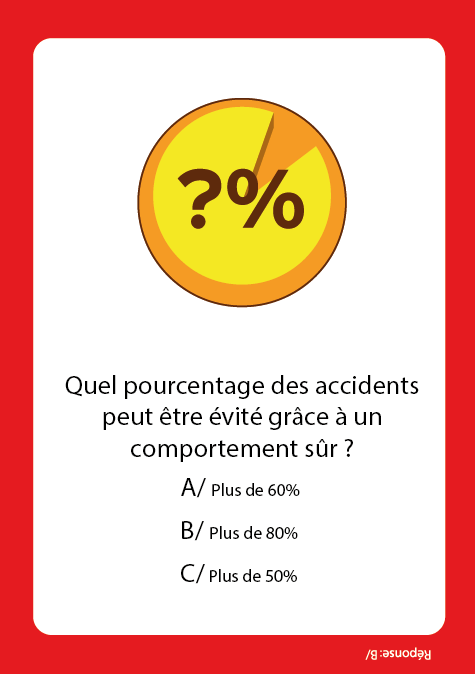 ?%
Quel pourcentage des accidents
peut être évité grâce à un
comportement sûr ?
A/ Plus de 60%
B/ Plus de 80%
C/ Plus de 50%
Réponse: B/